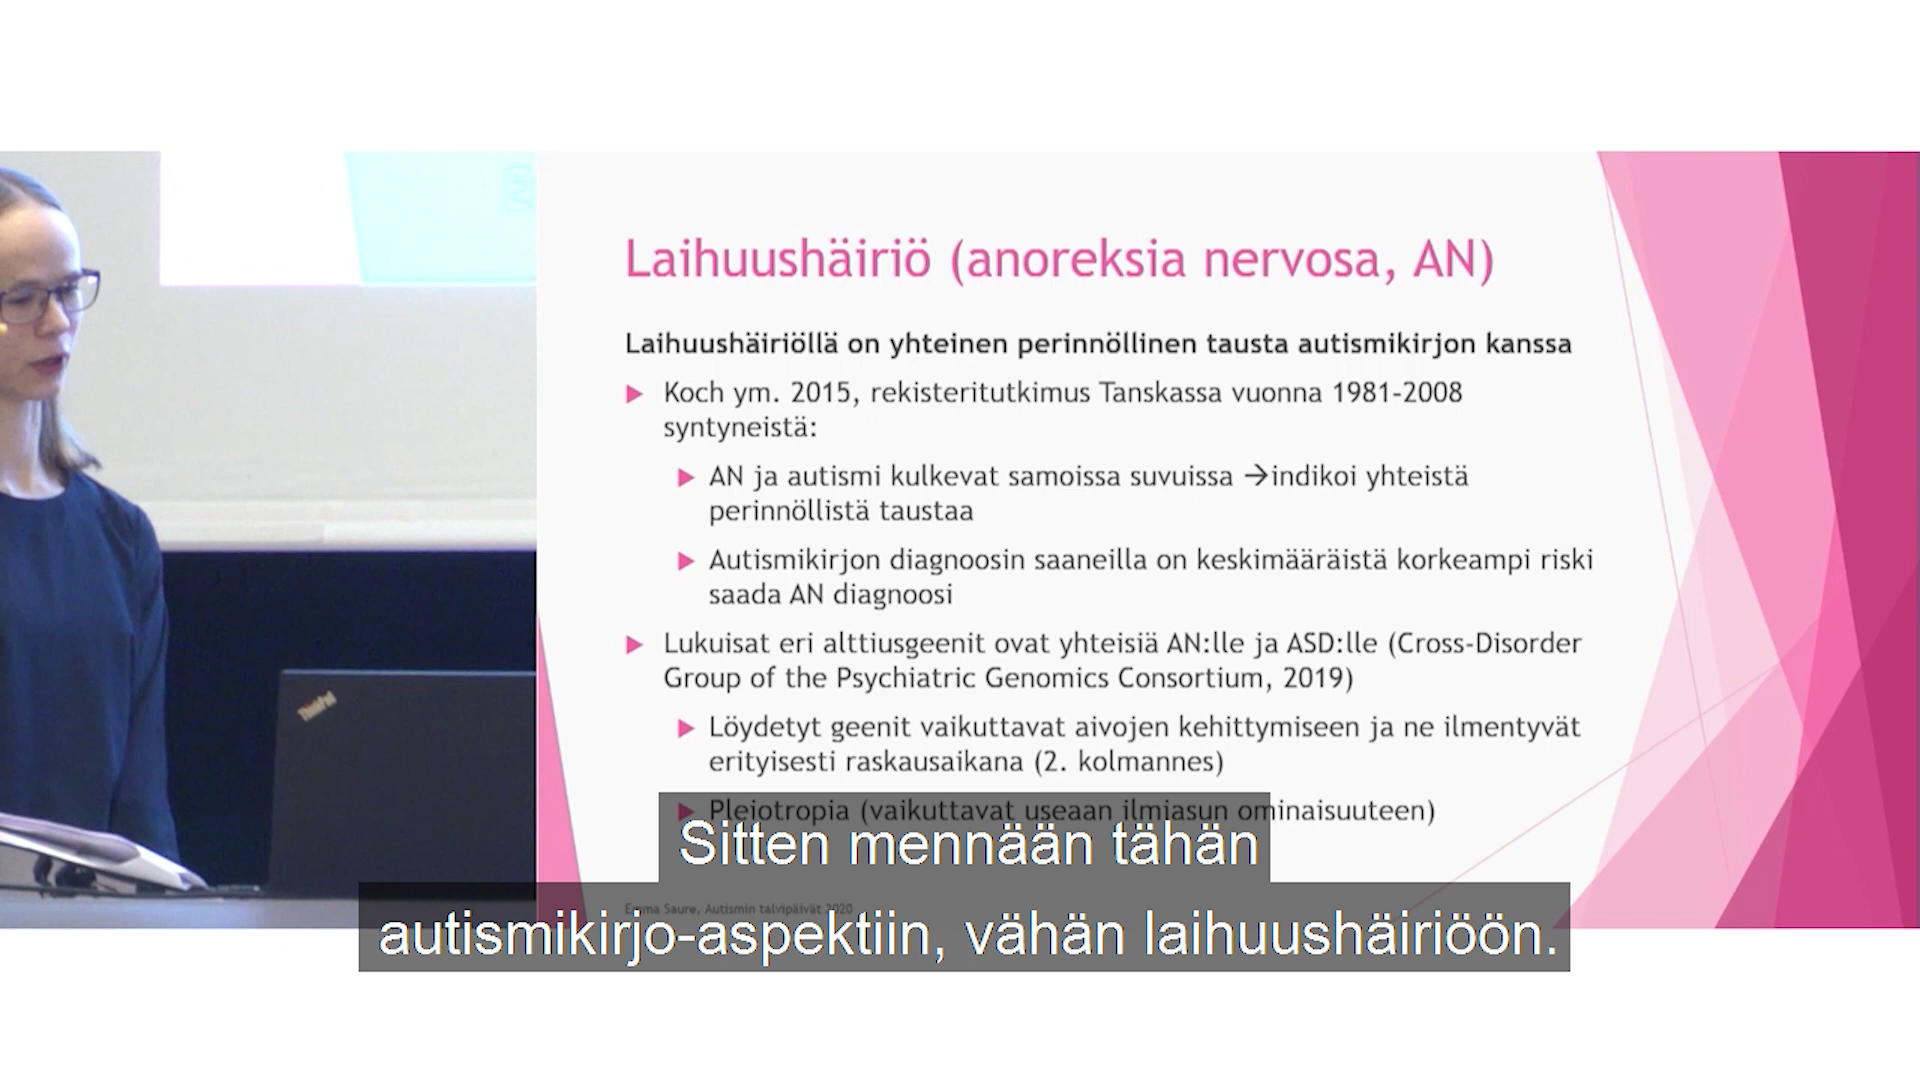 Laihuushäiriö (anoreksia nervosa, AN)
Laihuushäiriöllä on yhteinen perinnöllinen tausta autismikirjon kanssa
Koch ym. 2015, rekisteritutkimus Tanskassa vuonna 1981-2008
syntyneistä:
AN ja autismi kulkevat samoissa suvuissa →indikoi yhteistä
perinnöllistä taustaa
Autismikirjon diagnoosin saaneilla on keskimääräistä korkeampi riski
saada AN diagnoosi
Lukuisat eri alttiusgeenit ovat yhteisiä AN:lle ja ASD:lle (Cross-Disorder
Group of the Psychiatric Genomics Consortium, 2019)
Löydetyt geenit vaikuttavat aivojen kehittymiseen ja ne ilmentyvät
erityisesti raskausaikana (2. kolmannes)
Pleiotropia (vaikuttavat useaan ilmiasun ominaisuuteen)
Emma Saure, Autismin talvipäivät 2020
ThinkPad
Sitten mennään tähän
autismikirjo-aspektiin, vähän laihuushäiriöön.